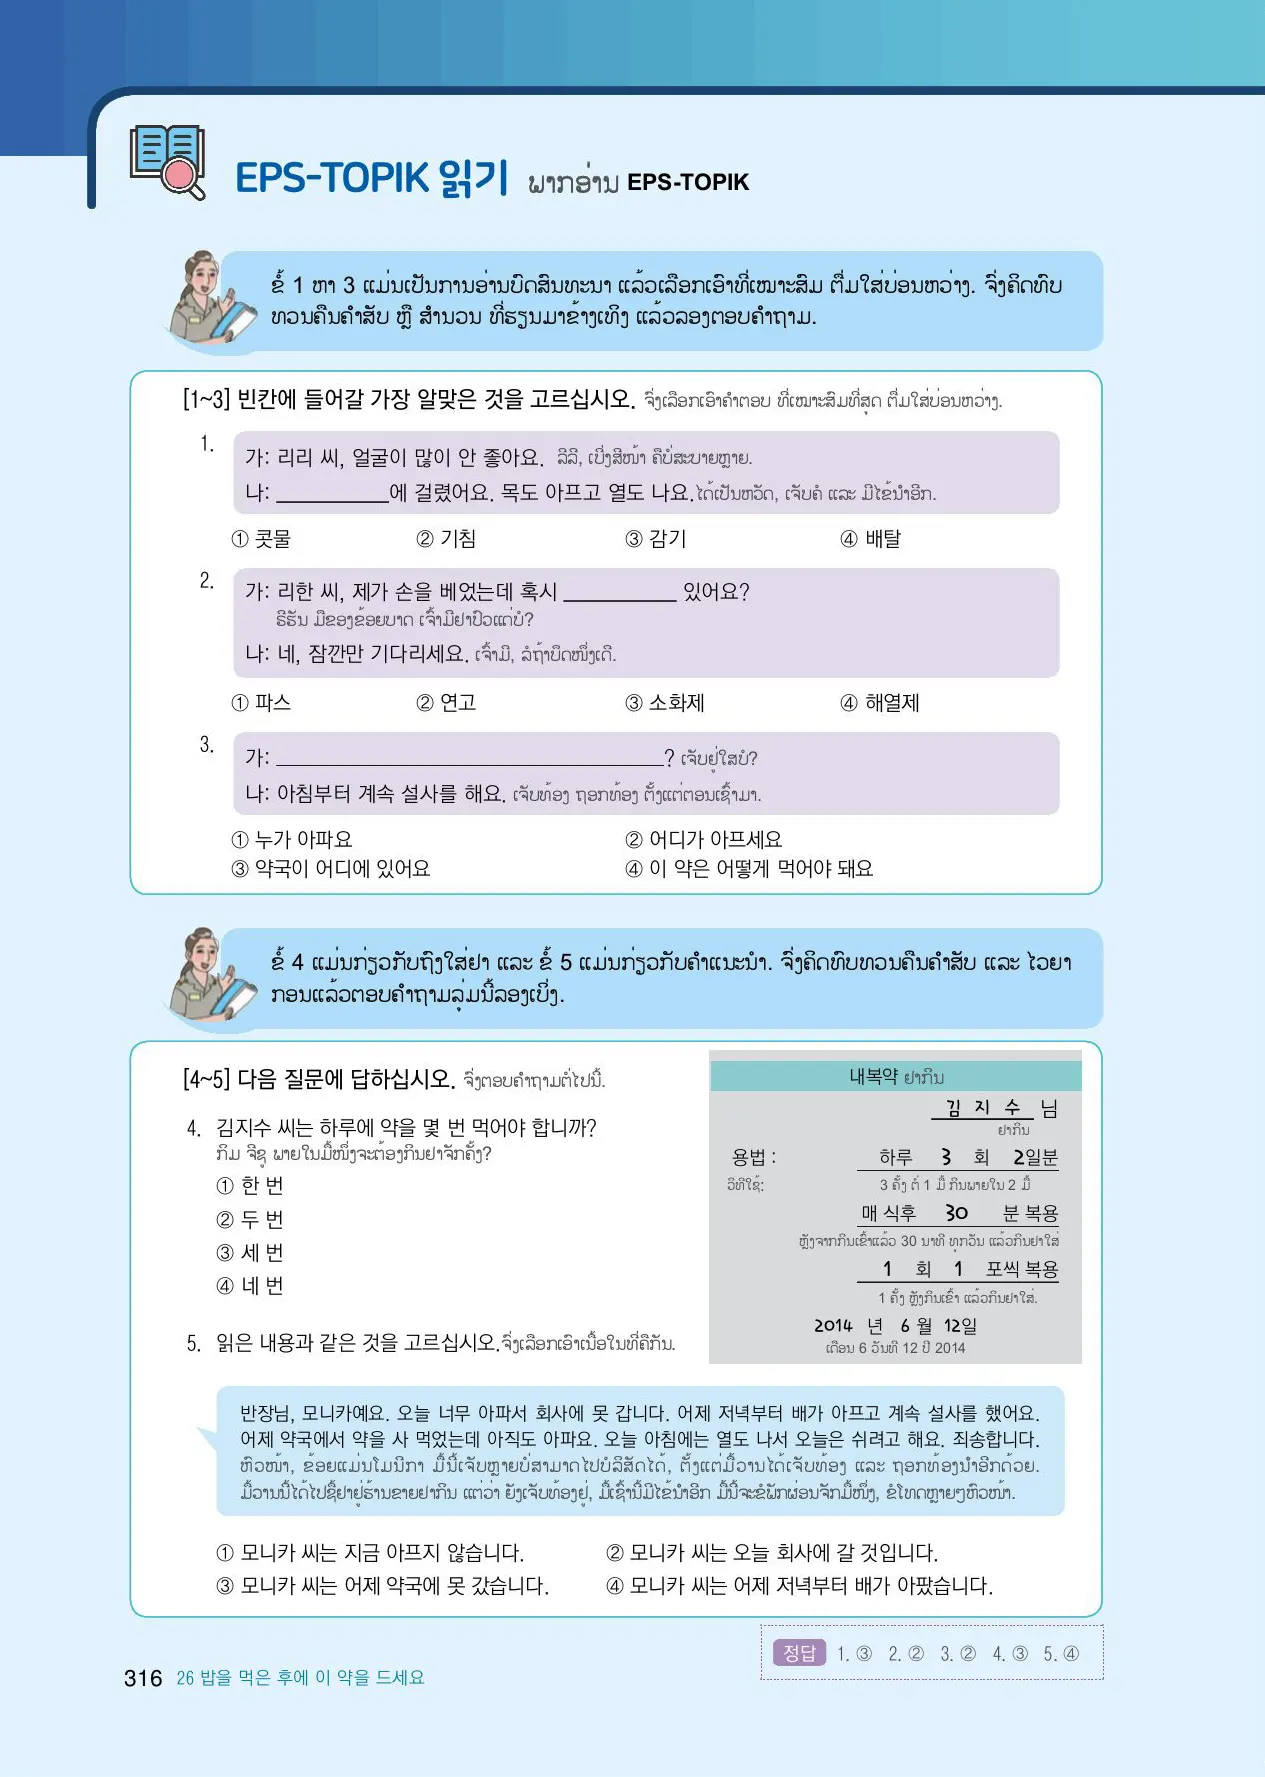 EPS-TOPIK 읽기 ພາກອ່ານ EPS-TOPIK
ຂໍ້ 1 ຫາ 3 ແມ່ນເປັນການອ່ານບົດສົນທະນາ ແລ້ວເລືອກເອົາທີ່ເໝາະສົມ ຕື່ມໃສ່ບ່ອນຫວ່າງ. ຈົ່ງຄິດທົບ
ທວນຄືນຄຳສັບ ຫຼື ສຳນວນ ທີ່ຮຽນມາຂ້າງເທິງ ແລ້ວລອງຕອບຄຳຖາມ.
[1~3] 빈칸에 들어갈 가장 알맞은 것을 고르십시오. ຈົ່ງເລືອກເອົາຄຳຕອບ ທີ່ເໝາະສົມທີ່ສຸດ ຕື່ມໃສ່ບ່ອນຫວ່າງ.
1. 가: 리리 씨, 얼굴이 많이 안 좋아요. ລີລີ, ເບິ່ງສີໜ້າ ຄືບໍ່ສະບາຍຫຼາຍ.
나: __________에 걸렸어요. 목도 아프고 열도 나요. ໄດ້ເປັນຫວັດ, ເຈັບຄໍ ແລະ ມີໄຂ້ນຳອີກ.
① 콧물 ② 기침 ③ 감기 ④ 배탈
2. 가: 리한 씨, 제가 손을 베었는데 혹시 __________ 있어요?
ຣີຮັນ ມືຂອງຂ້ອຍບາດ ເຈົ້າມີຢາປົວແດ່ບໍ?
나: 네, 잠깐만 기다리세요. ເຈົ້າມີ, ລໍຖ້າບຶດໜຶ່ງເດີ.
① 파스 ② 연고 ③ 소화제 ④ 해열제
3. 가: ______________________________? ເຈັບຢູ່ໃສບໍ?
나: 아침부터 계속 설사를 해요. ເຈັບທ້ອງ ຖອກທ້ອງ ຕັ້ງແຕ່ຕອນເຊົ້າມາ.
① 누가 아파요 ② 어디가 아프세요
③ 약국이 어디에 있어요 ④ 이 약은 어떻게 먹어야 돼요
ຂໍ້ 4 ແມ່ນກ່ຽວກັບຖົງໃສ່ຢາ ແລະ ຂໍ້ 5 ແມ່ນກ່ຽວກັບຄຳແນະນຳ. ຈົ່ງຄິດທົບທວນຄືນຄຳສັບ ແລະ ໄວຍາ
ກອນແລ້ວຕອບຄຳຖາມລຸ່ມນີ້ລອງເບິ່ງ.
[4~5] 다음 질문에 답하십시오. ຈົ່ງຕອບຄຳຖາມຕໍ່ໄປນີ້.
4. 김지수 씨는 하루에 약을 몇 번 먹어야 합니까?
ກິມ ຈີຊູ ພາຍໃນມື້ໜຶ່ງຈະຕ້ອງກິນຢາຈັກຄັ້ງ?
① 한 번
② 두 번
③ 세 번
④ 네 번
내복약 ຢາກິນ
김 지 수 님
ຢາກິນ
용법 : 하루 3 회 2일분
ວິທີໃຊ້: 3 ຄັ້ງ ຕໍ່ 1 ມື້ ກິນພາຍໃນ 2 ມື້
매 식후 30 분 복용
ຫຼັງຈາກກິນເຂົ້າແລ້ວ 30 ນາທີ ທຸກວັນ ແລ້ວກິນຢາໃສ່
1 회 1 포씩 복용
1 ຄັ້ງ ຫຼັງກິນເຂົ້າ ແລ້ວກິນຢາໃສ່.
2014 년 6 월 12일
ເດືອນ 6 ວັນທີ 12 ປີ 2014
5. 읽은 내용과 같은 것을 고르십시오. ຈົ່ງເລືອກເອົາເນື້ອໃນທີ່ຄືກັນ.
반장님, 모니카예요. 오늘 너무 아파서 회사에 못 갑니다. 어제 저녁부터 배가 아프고 계속 설사를 했어요.
어제 약국에서 약을 사 먹었는데 아직도 아파요. 오늘 아침에는 열도 나서 오늘은 쉬려고 해요. 죄송합니다.
ຫົວໜ້າ, ຂ້ອຍແມ່ນໂມນີກາ ມື້ນີ້ເຈັບຫຼາຍບໍ່ສາມາດໄປບໍລິສັດໄດ້, ຕັ້ງແຕ່ມື້ວານໄດ້ເຈັບທ້ອງ ແລະ ຖອກທ້ອງນຳອີກດ້ວຍ.
ມື້ວານນີ້ໄດ້ໄປຊື້ຢາຢູ່ຮ້ານຂາຍຢາກິນ ແຕ່ວ່າ ຍັງເຈັບທ້ອງຢູ່, ມື້ເຊົ້ານີ້ມີໄຂ້ນຳອີກ ມື້ນີ້ຈະຂໍພັກຜ່ອນຈັກມື້ໜຶ່ງ, ຂໍໂທດຫຼາຍໆຫົວໜ້າ.
① 모니카 씨는 지금 아프지 않습니다. ② 모니카 씨는 오늘 회사에 갈 것입니다.
③ 모니카 씨는 어제 약국에 못 갔습니다. ④ 모니카 씨는 어제 저녁부터 배가 아팠습니다.
정답 1. ③ 2. ② 3. ② 4. ③ 5. ④
316 26 밥을 먹은 후에 이 약을 드세요